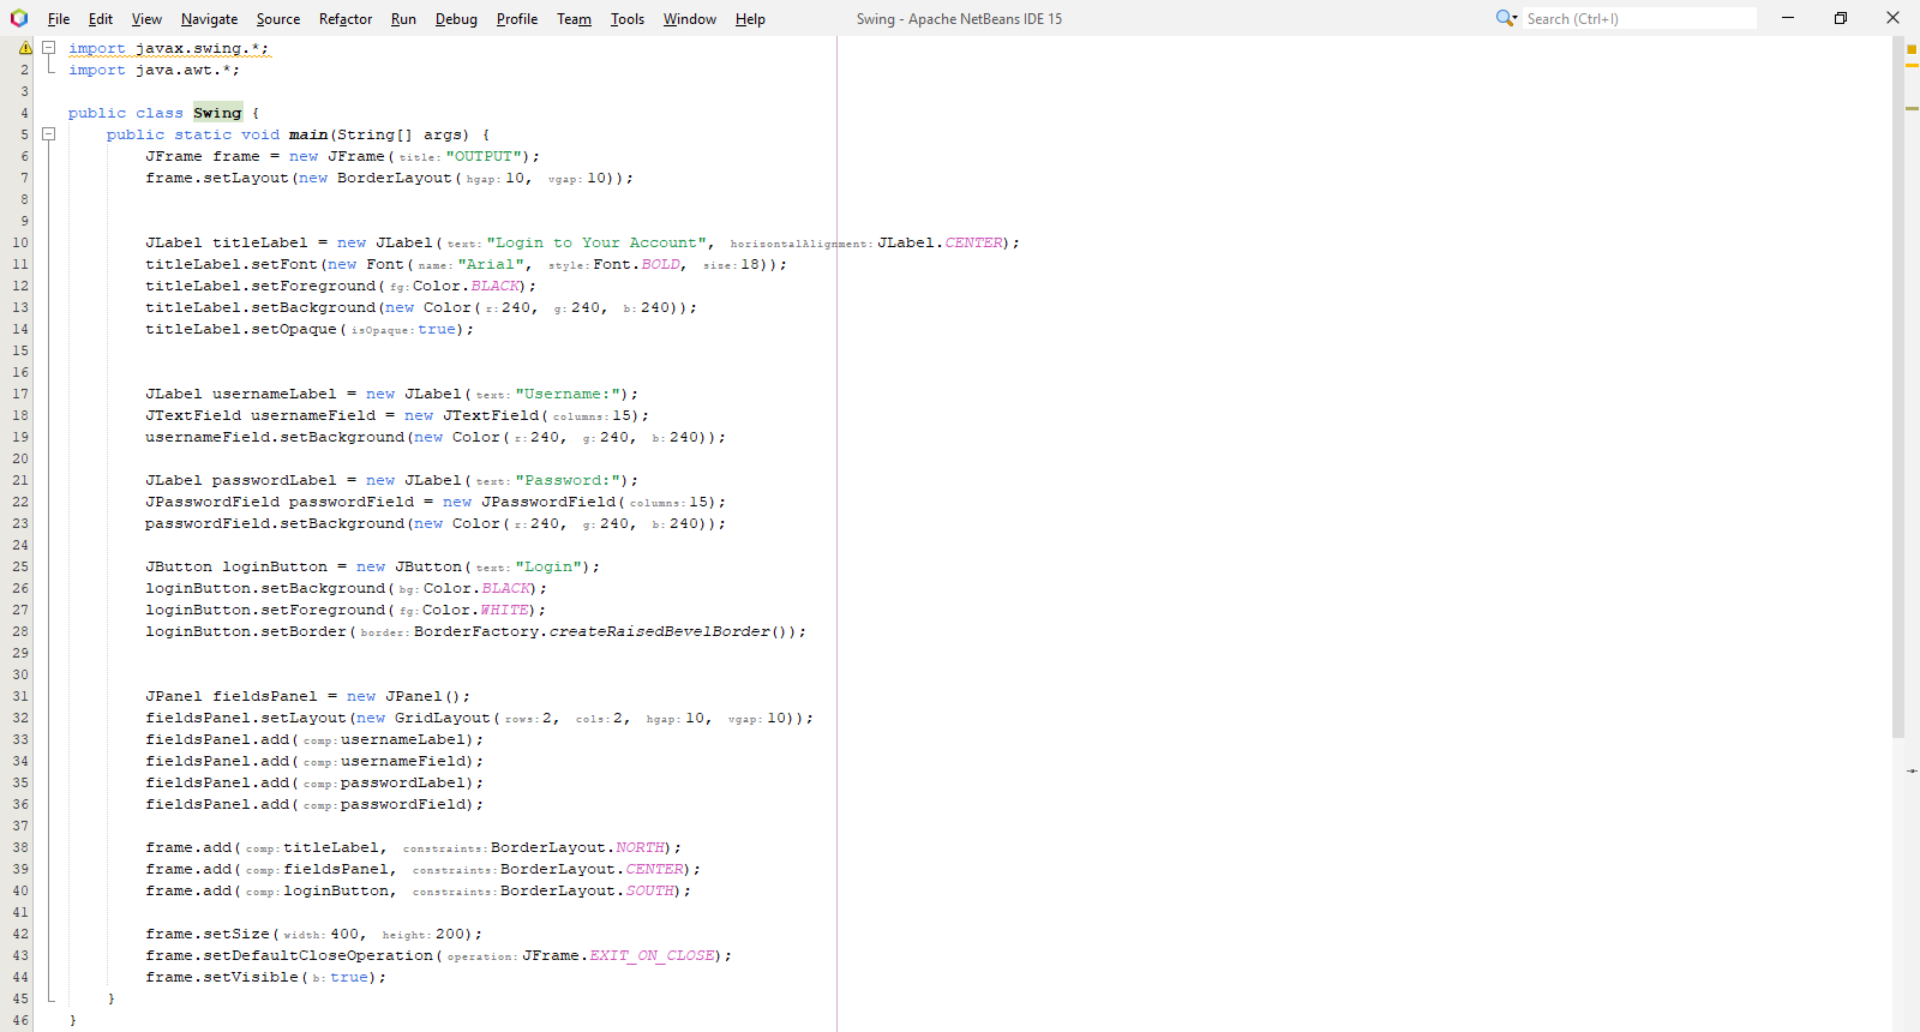 File Edit View Navigate Source Refactor Run Debug Profile Team Tools Window Help Swing - Apache NetBeans IDE 15 Search (Ctrl+I)
import javax.swing.*;
2 import java.awt.*;
3
4 public class Swing {
5 public static void main(String[] args) {
6 JFrame frame = new JFrame( title: "OUTPUT");
7 frame.setLayout(new BorderLayout( hgap: 10, vgap: 10));
8
9
10 JLabel titleLabel = new JLabel( text: "Login to Your Account", horizontalAlignment: JLabel.CENTER);
11 titleLabel.setFont(new Font( name: "Arial", style: Font.BOLD, size: 18));
12 titleLabel.setForeground( fg: Color.BLACK);
13 titleLabel.setBackground(new Color( r: 240, g: 240, b: 240));
14 titleLabel.setOpaque( isOpaque: true);
15
16
17 JLabel usernameLabel = new JLabel( text: "Username:");
18 JTextField usernameField = new JTextField( columns: 15);
19 usernameField.setBackground(new Color( r: 240, g: 240, b: 240));
20
21 JLabel passwordLabel = new JLabel( text: "Password:");
22 JPasswordField passwordField = new JPasswordField( columns: 15);
23 passwordField.setBackground(new Color( r: 240, g: 240, b: 240));
24
25 JButton loginButton = new JButton( text: "Login");
26 loginButton.setBackground( bg: Color.BLACK);
27 loginButton.setForeground( fg: Color.WHITE);
28 loginButton.setBorder( border: BorderFactory.createRaisedBevelBorder());
29
30
31 JPanel fieldsPanel = new JPanel();
32 fieldsPanel.setLayout(new GridLayout( rows: 2, cols: 2, hgap: 10, vgap: 10));
33 fieldsPanel.add( comp: usernameLabel);
34 fieldsPanel.add( comp: usernameField);
35 fieldsPanel.add( comp: passwordLabel);
36 fieldsPanel.add( comp: passwordField);
37
38 frame.add( comp: titleLabel, constraints: BorderLayout.NORTH);
39 frame.add( comp: fieldsPanel, constraints: BorderLayout.CENTER);
40 frame.add( comp: loginButton, constraints: BorderLayout.SOUTH);
41
42 frame.setSize( width: 400, height: 200);
43 frame.setDefaultCloseOperation( operation: JFrame.EXIT_ON_CLOSE);
44 frame.setVisible( b: true);
45 }
46 }